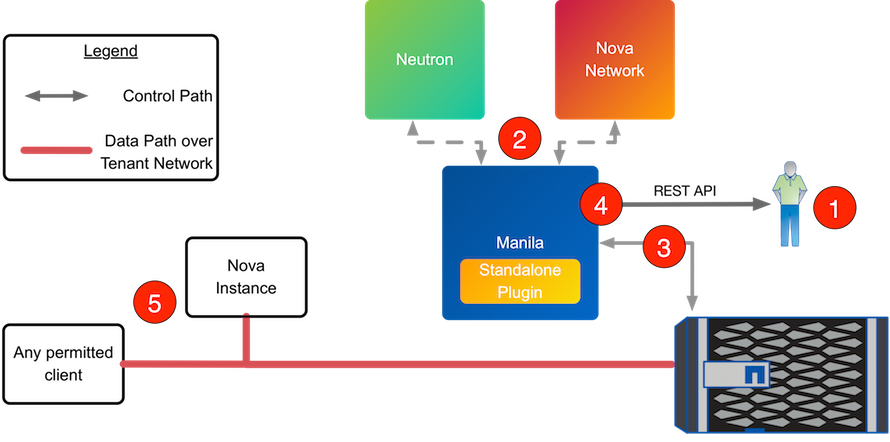 Legend
Control Path
Data Path over
Tenant Network
Neutron
Nova
Network
2
Manila
Standalone
Plugin
4
REST API
1
3
Nova
Instance
5
Any permitted
client